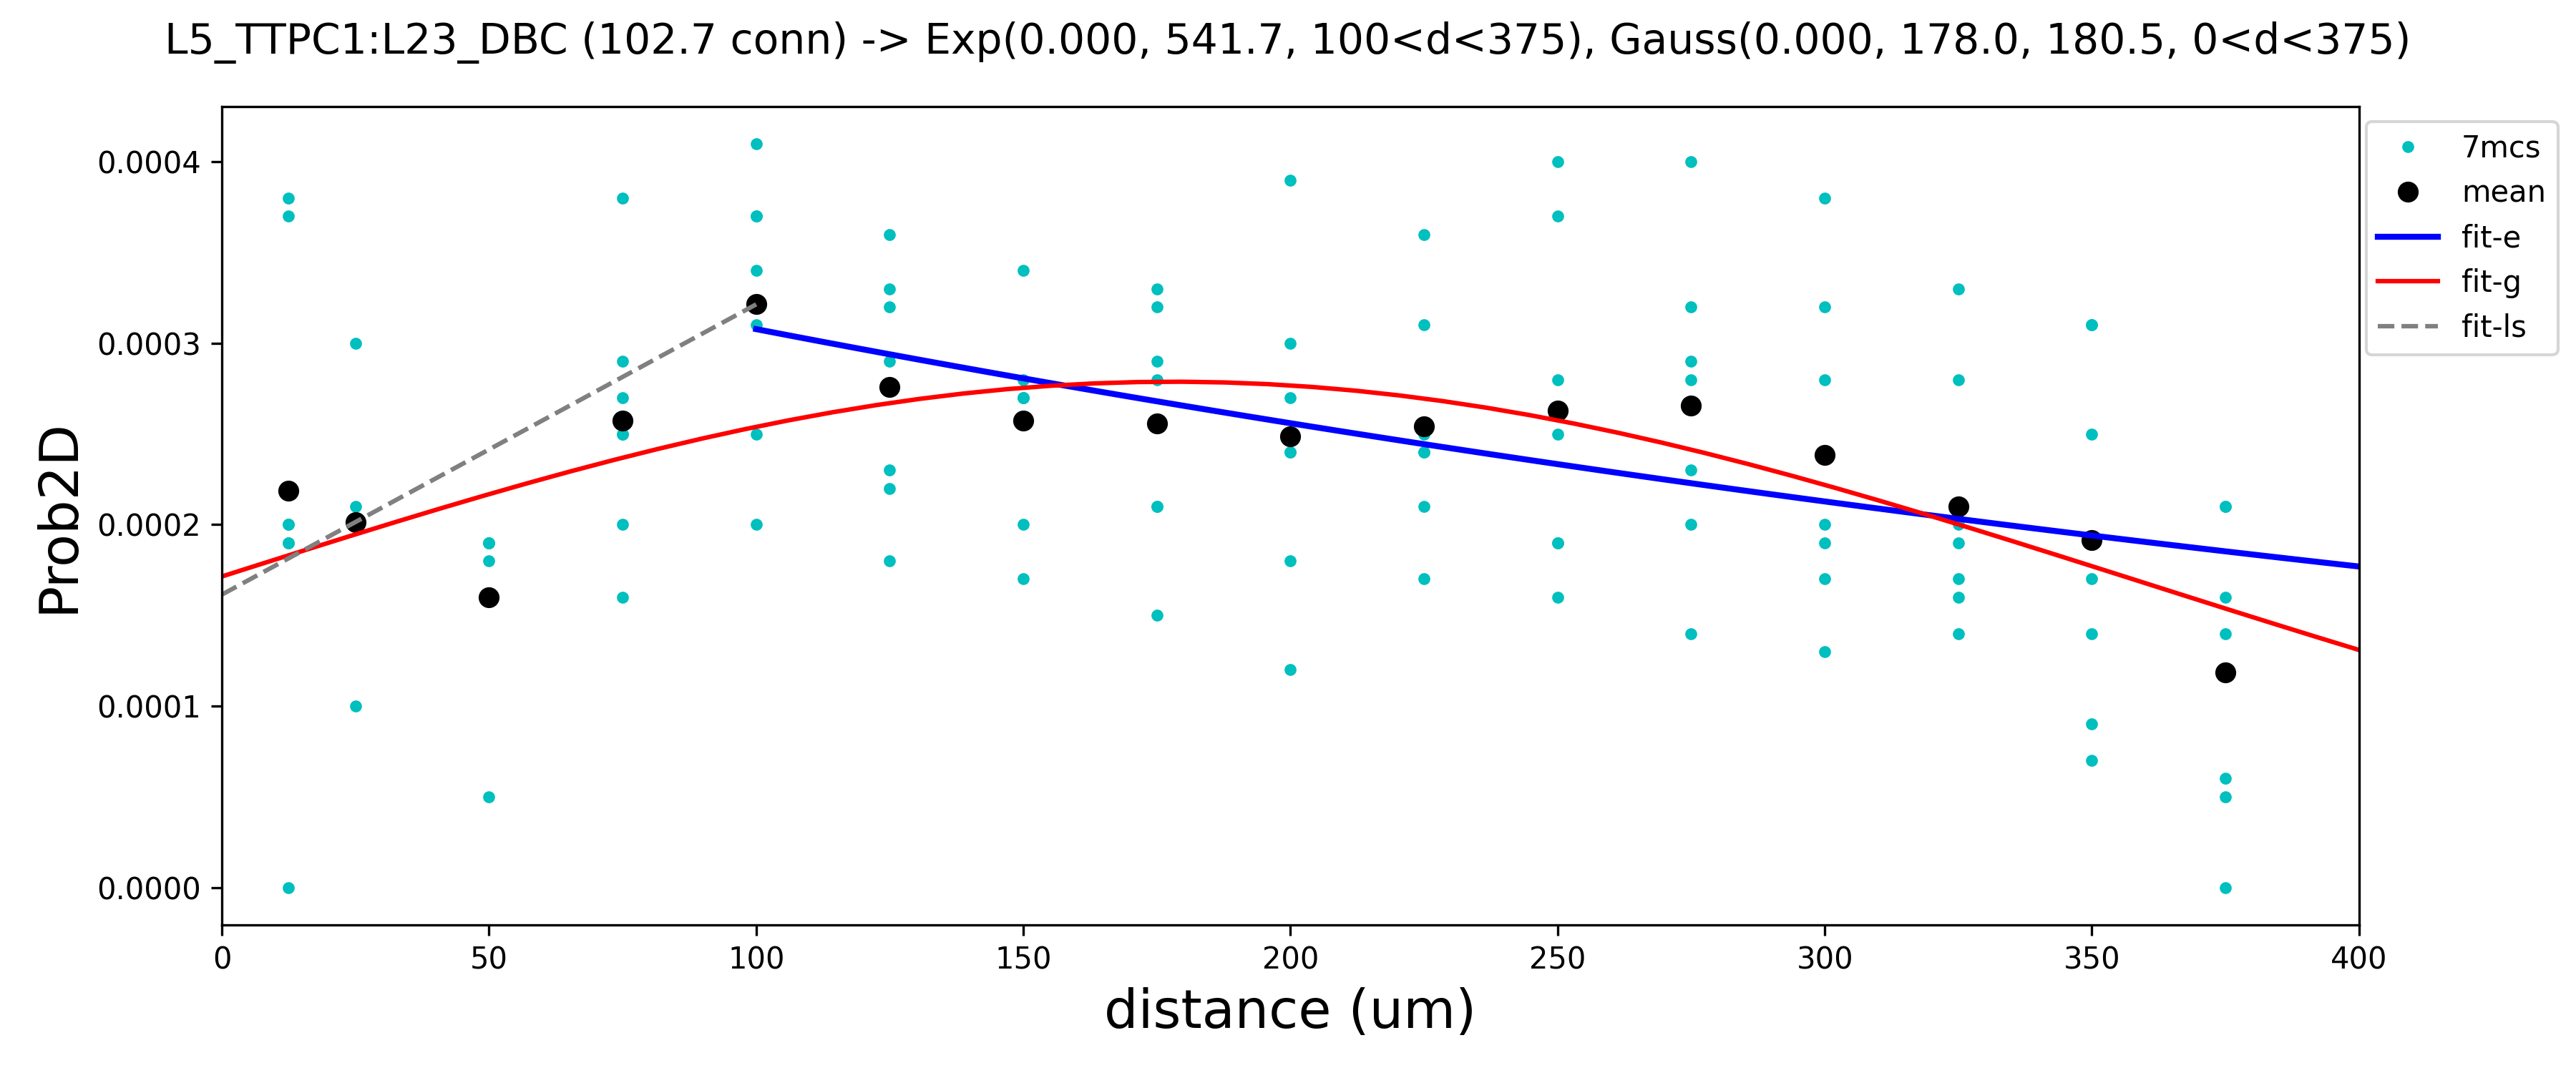 L5_TTPC1:L23_DBC (102.7 conn) -> Exp(0.000, 541.7, 100<d<375), Gauss(0.000, 178.0, 180.5, 0<d<375)
7mcs
mean
fit-e
fit-g
fit-ls
Prob2D
0.0004
0.0003
0.0002
0.0001
0.0000
0 50 100 150 200 250 300 350 400
distance (um)